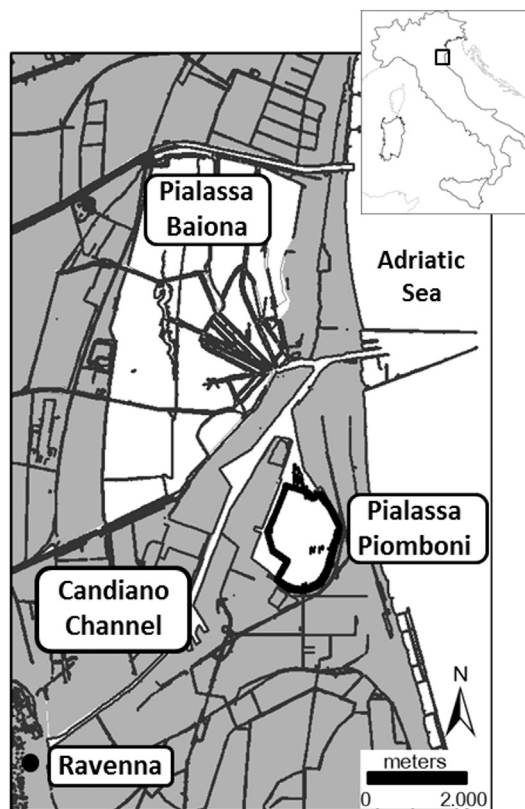 Pialassa
Baiona
Adriatic
Sea
Pialassa
Piomboni
Candiano
Channel
N
Ravenna
meters
0 2.000